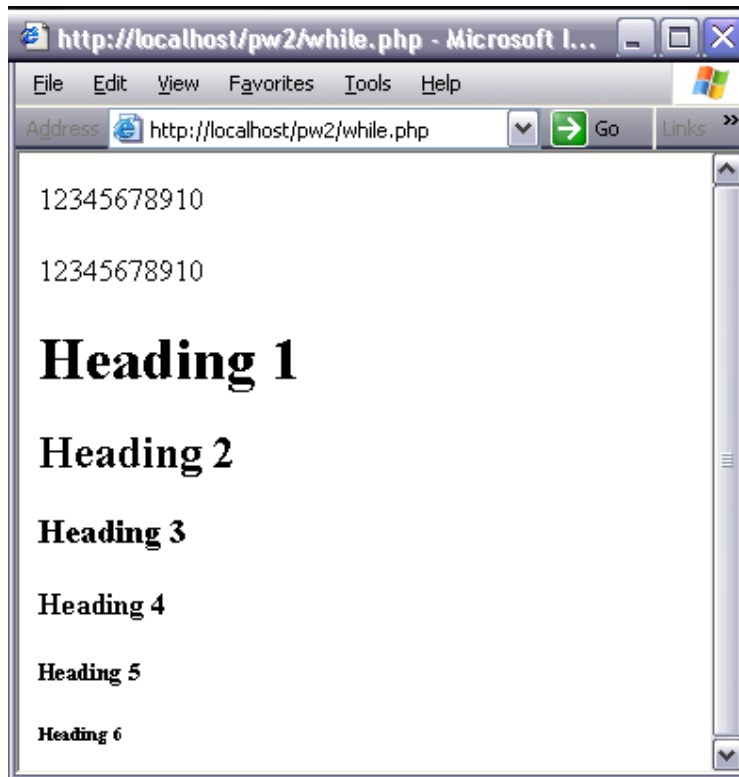 http://localhost/pw2/while.php - Microsoft I...
File Edit View Favorites Tools Help
Address http://localhost/pw2/while.php Go Links »
12345678910
12345678910
Heading 1
Heading 2
Heading 3
Heading 4
Heading 5
Heading 6